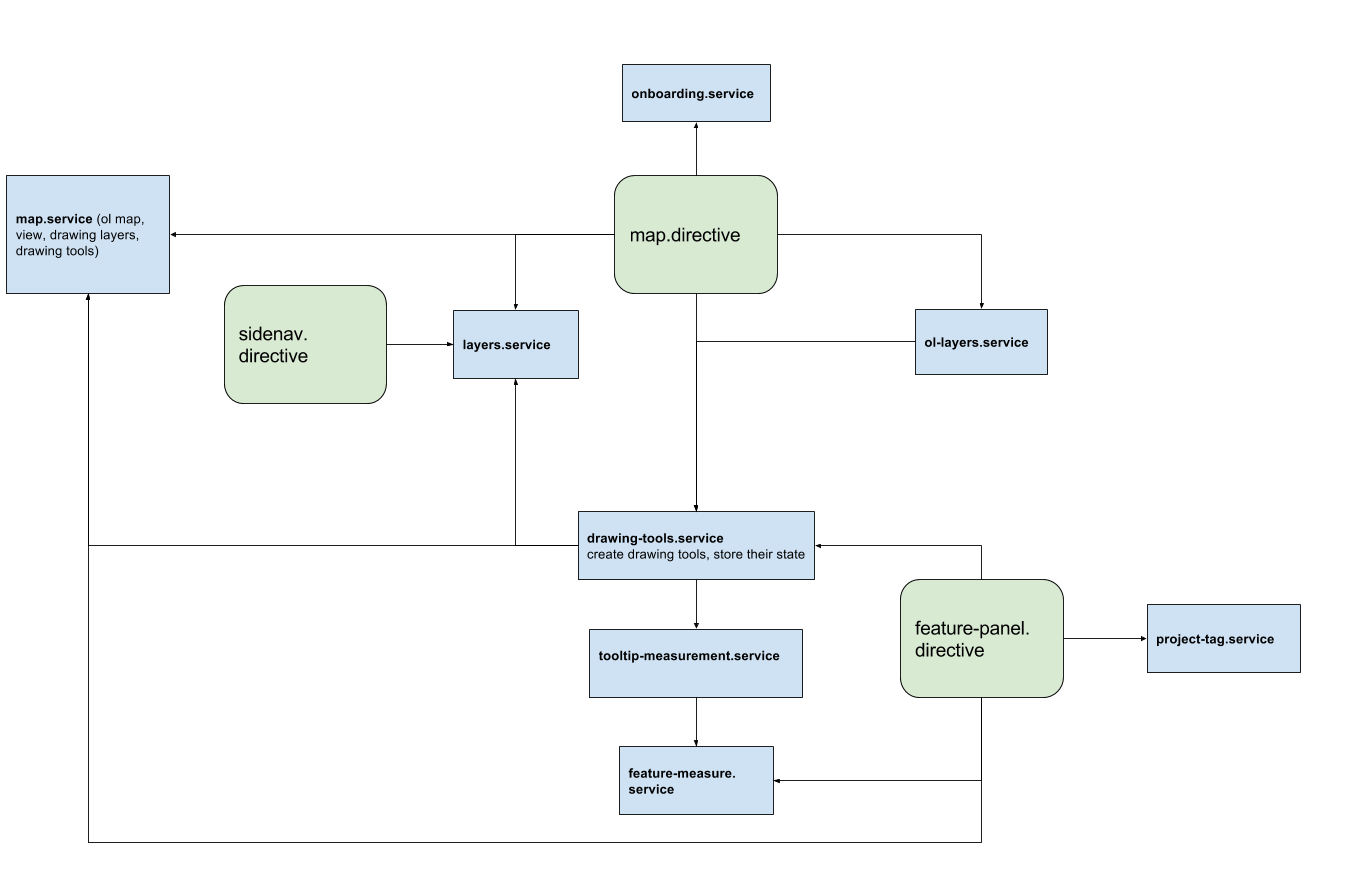 onboarding.service
map.service (ol map,
view, drawing layers,
drawing tools)
map.directive
sidenav.
directive
layers.service
ol-layers.service
drawing-tools.service
create drawing tools, store their state
feature-panel.
directive
project-tag.service
tooltip-measurement.service
feature-measure.
service